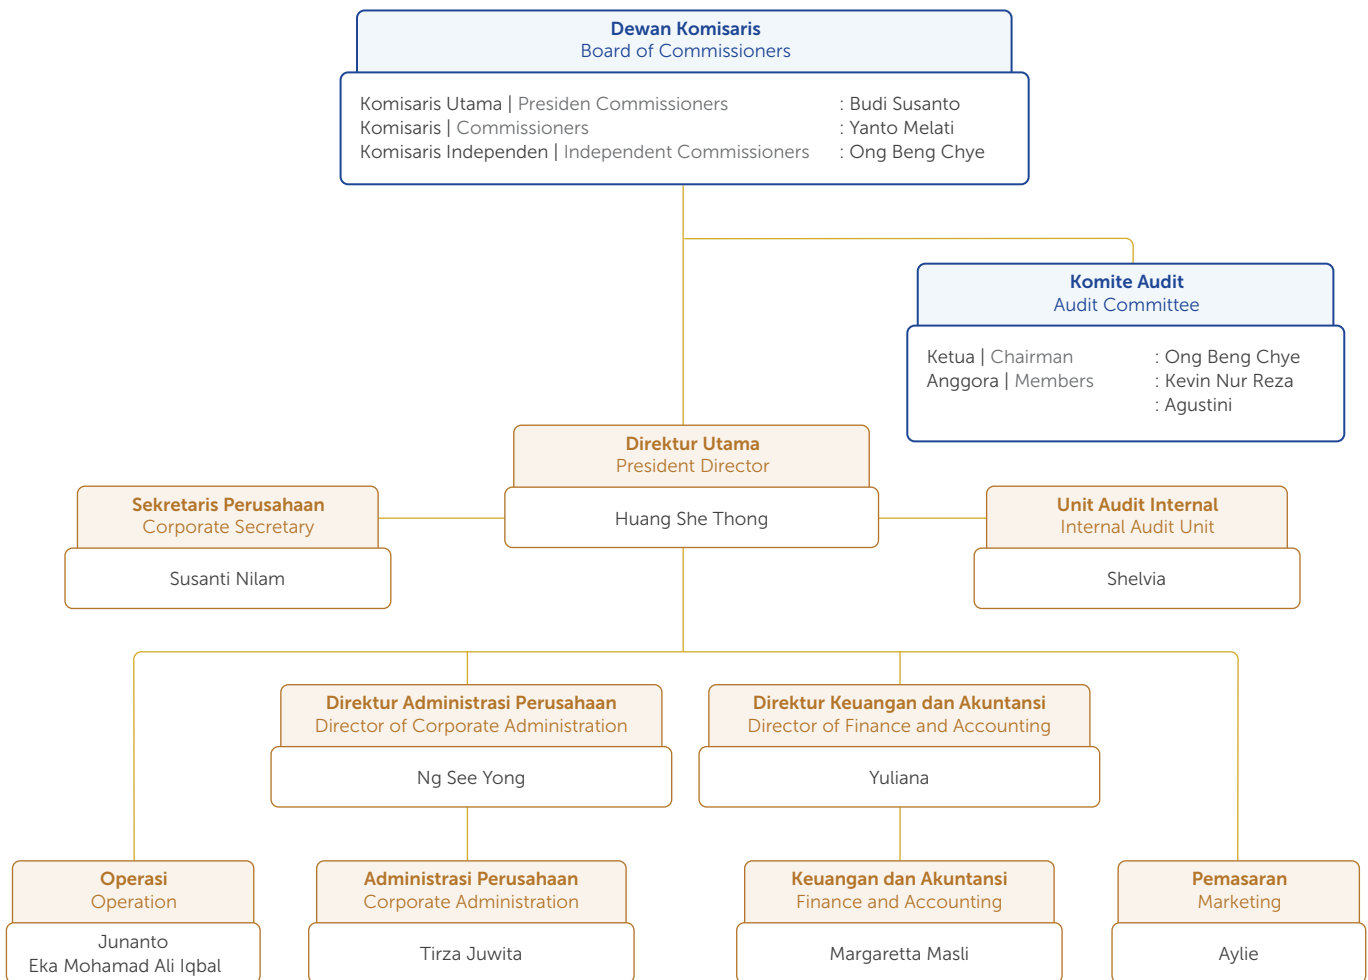 Dewan Komisaris
Board of Commissioners
Komisaris Utama | Presiden Commissioners : Budi Susanto
Komisaris | Commissioners : Yanto Melati
Komisaris Independen | Independent Commissioners : Ong Beng Chye
Komite Audit
Audit Committee
Ketua | Chairman : Ong Beng Chye
Anggora | Members : Kevin Nur Reza
: Agustini
Direktur Utama
President Director
Huang She Thong
Sekretaris Perusahaan
Corporate Secretary
Susanti Nilam
Unit Audit Internal
Internal Audit Unit
Shelvia
Direktur Administrasi Perusahaan
Director of Corporate Administration
Ng See Yong
Direktur Keuangan dan Akuntansi
Director of Finance and Accounting
Yuliana
Operasi
Operation
Junanto
Eka Mohamad Ali Iqbal
Administrasi Perusahaan
Corporate Administration
Tirza Juwita
Keuangan dan Akuntansi
Finance and Accounting
Margaretta Masli
Pemasaran
Marketing
Aylie